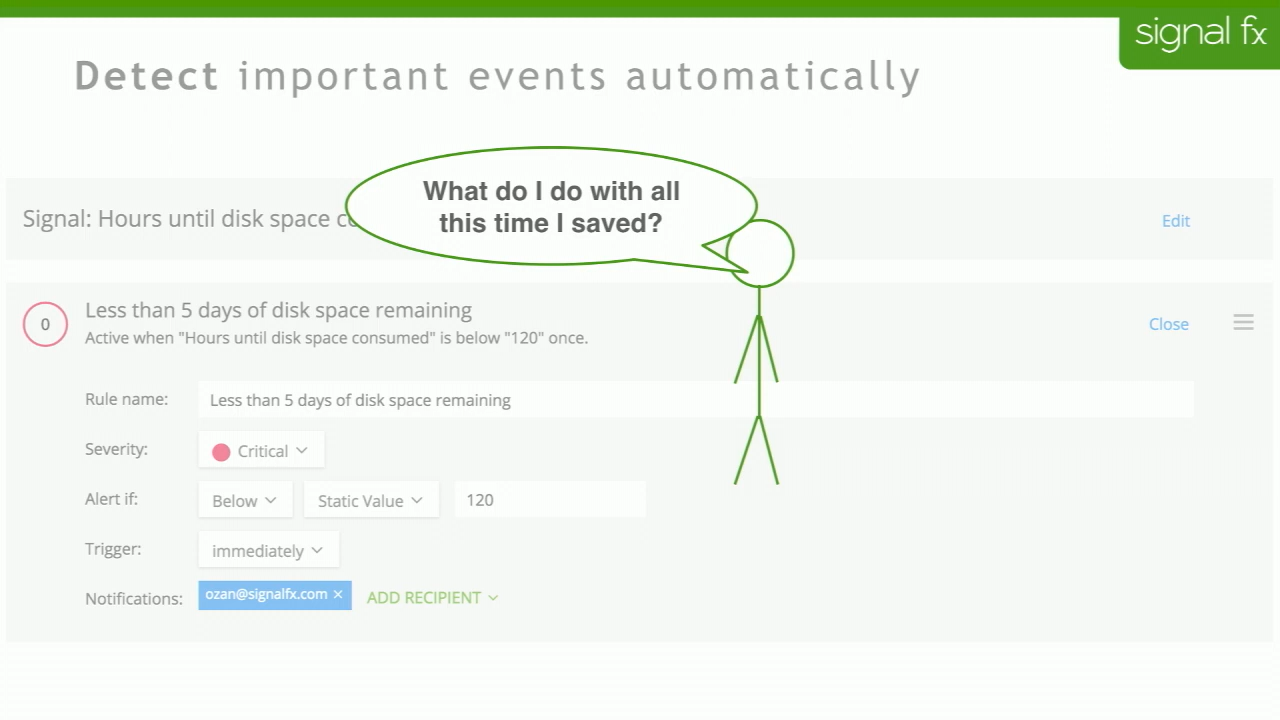 signal fx
Detect important events automatically
What do I do with all
this time I saved?
Signal: Hours until disk space
Edit
0
Less than 5 days of disk space remaining
Close
Active when "Hours until disk space consumed" is below "120" once.
Rule name:
Less than 5 days of disk space remaining
Severity:
Critical
Alert if:
Below
Static Value
120
Trigger:
immediately
Notifications:
ozan@signalfx.com ×
ADD RECIPIENT